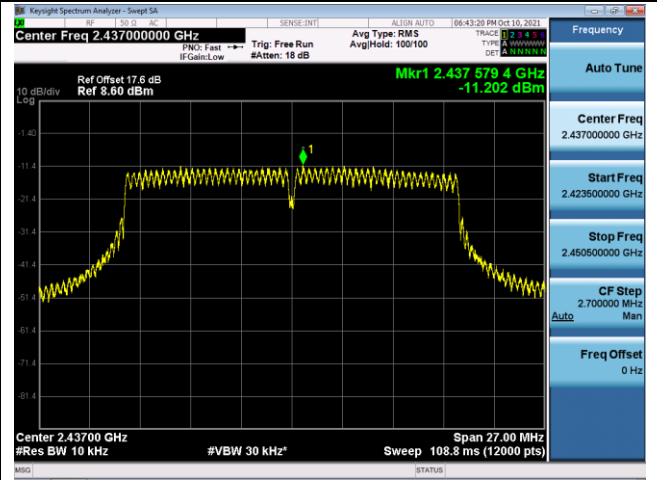 Keysight Spectrum Analyzer - Swept SA
RF 50 Ω AC SENSE:INT ALIGN AUTO 06:43:20 PM Oct 10, 2021
Center Freq 2.437000000 GHz
PNO: Fast
IFGain:Low
Trig: Free Run
#Atten: 18 dB
Avg Type: RMS
Avg|Hold: 100/100
TRACE 1 2 3 4 5 6
TYPE A WWWWW
DET A N N N N N
Ref Offset 17.6 dB
10 dB/div Ref 8.60 dBm
Log
Mkr1 2.437 579 4 GHz
-11.202 dBm
1
-1.40
-11.4
-21.4
-31.4
-41.4
-51.4
-61.4
-71.4
-81.4
Center 2.43700 GHz
#Res BW 10 kHz
#VBW 30 kHz*
Span 27.00 MHz
Sweep 108.8 ms (12000 pts)
MSG
STATUS
Frequency
Auto Tune
Center Freq
2.437000000 GHz
Start Freq
2.423500000 GHz
Stop Freq
2.450500000 GHz
CF Step
2.700000 MHz
Auto Man
Freq Offset
0 Hz